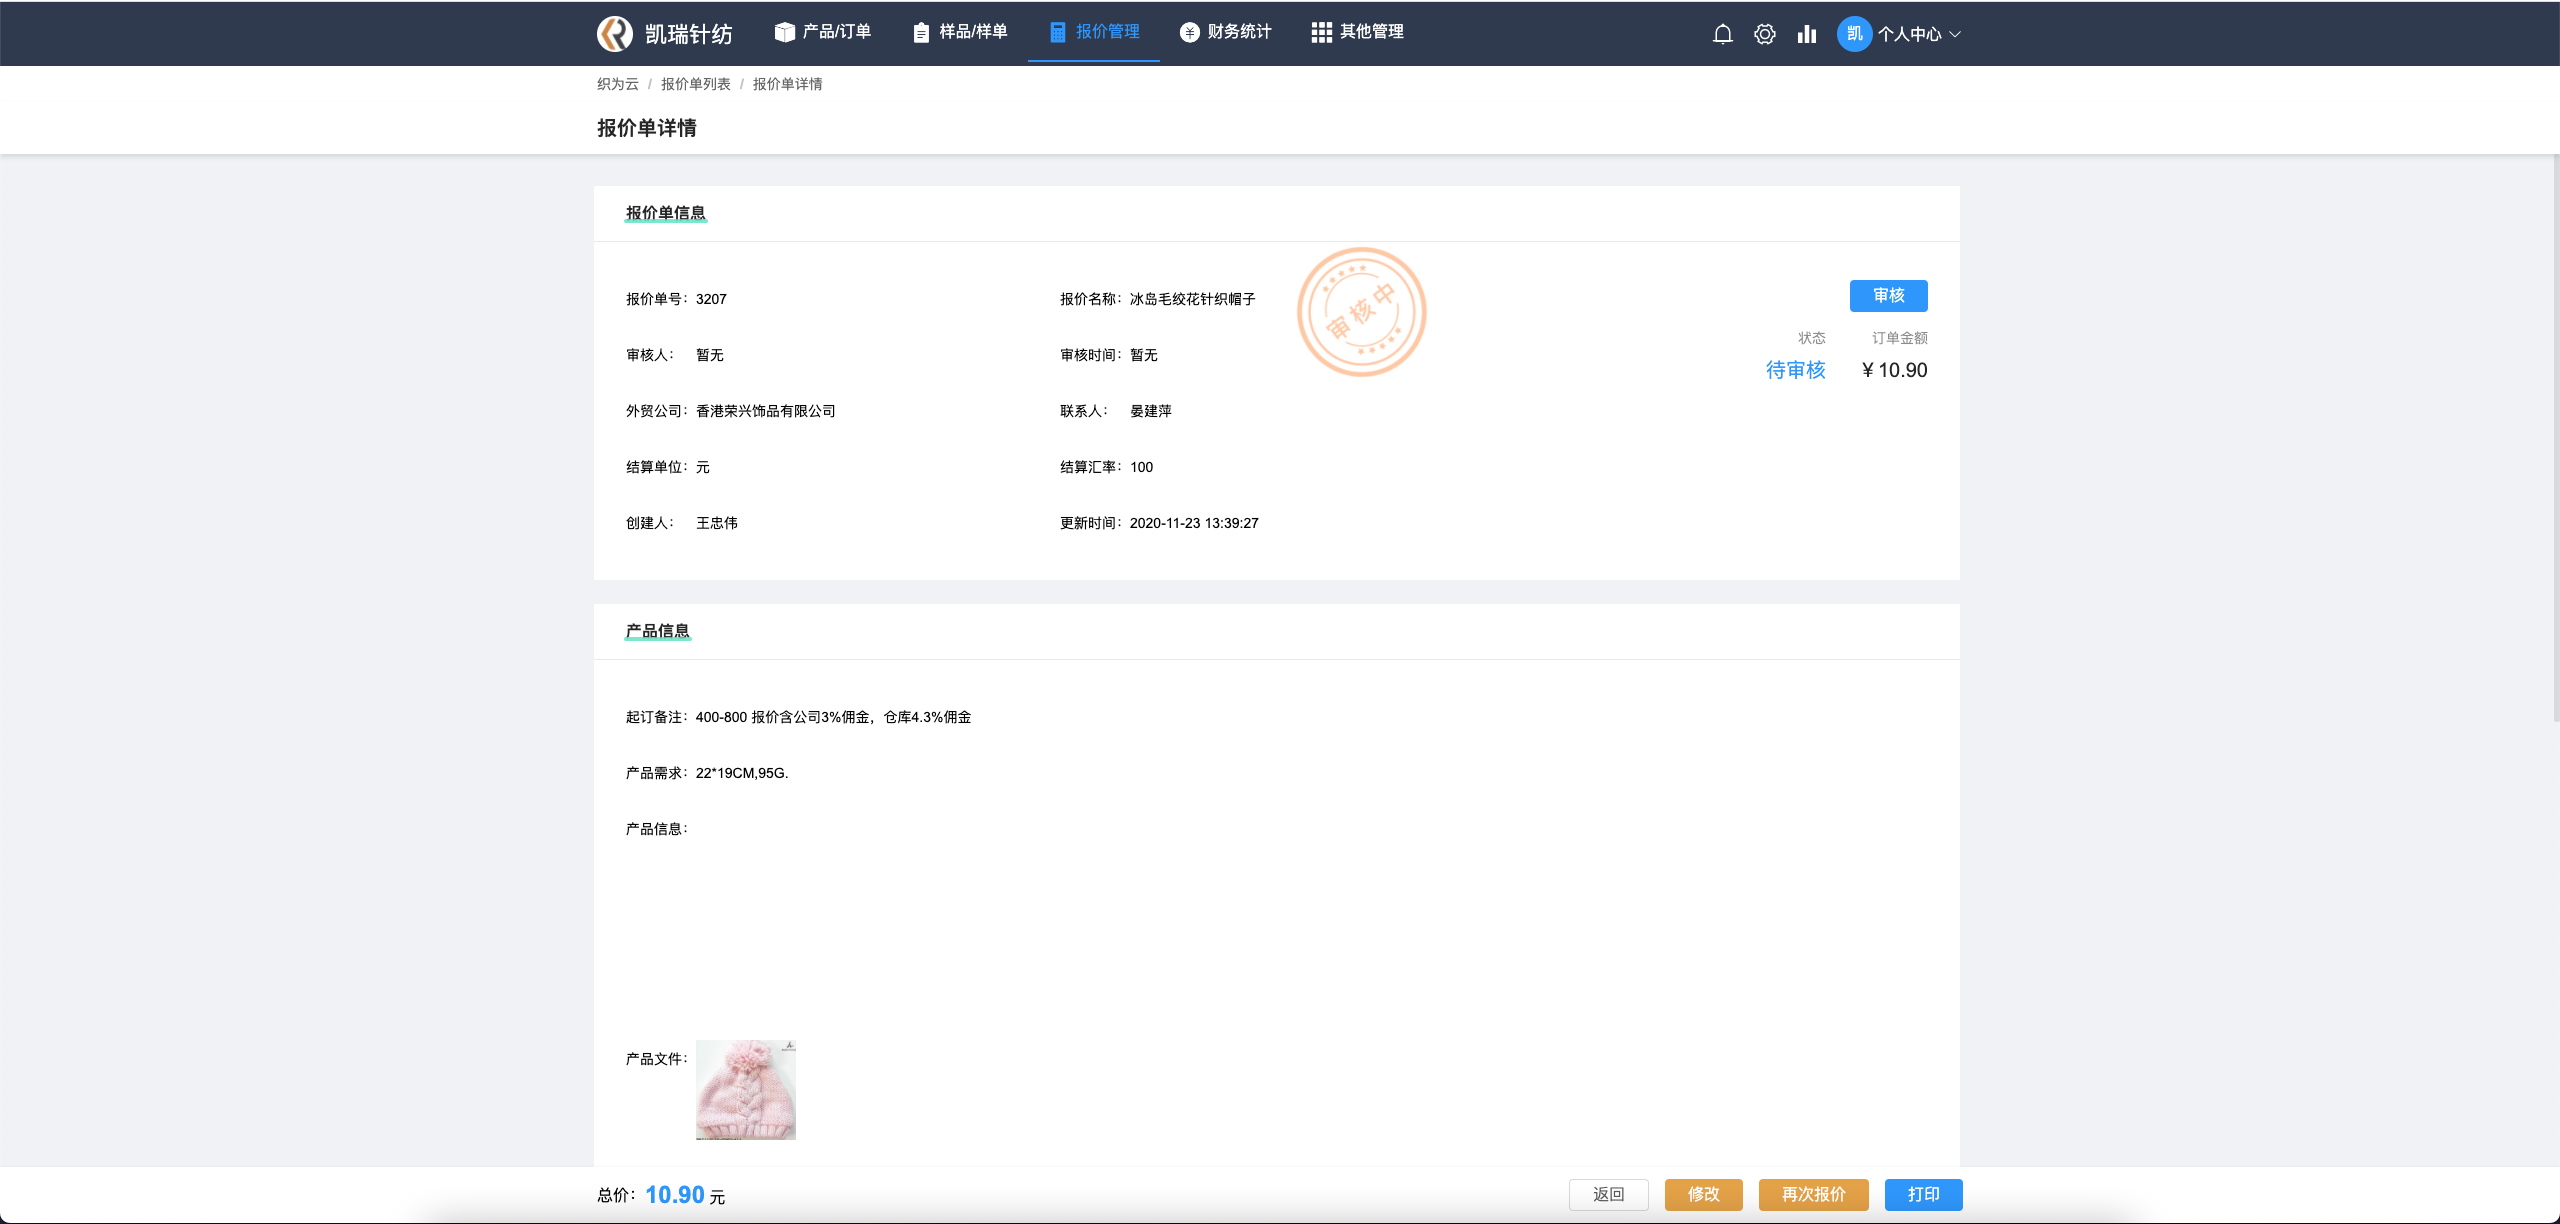 凯瑞针纺 产品/订单 样品/样单 报价管理 财务统计 其他管理 凯 个人中心
织为云 / 报价单列表 / 报价单详情
报价单详情
报价单信息
审核中
报价单号：3207 报价名称：冰岛毛绞花针织帽子 审核
审核人： 暂无 审核时间：暂无
状态 订单金额
待审核 ¥ 10.90
外贸公司：香港荣兴饰品有限公司 联系人： 晏建萍
结算单位：元 结算汇率：100
创建人： 王忠伟 更新时间：2020-11-23 13:39:27
产品信息
起订备注：400-800 报价含公司3%佣金，仓库4.3%佣金
产品需求：22*19CM,95G.
产品信息：
产品文件：
总价：10.90 元 返回 修改 再次报价 打印